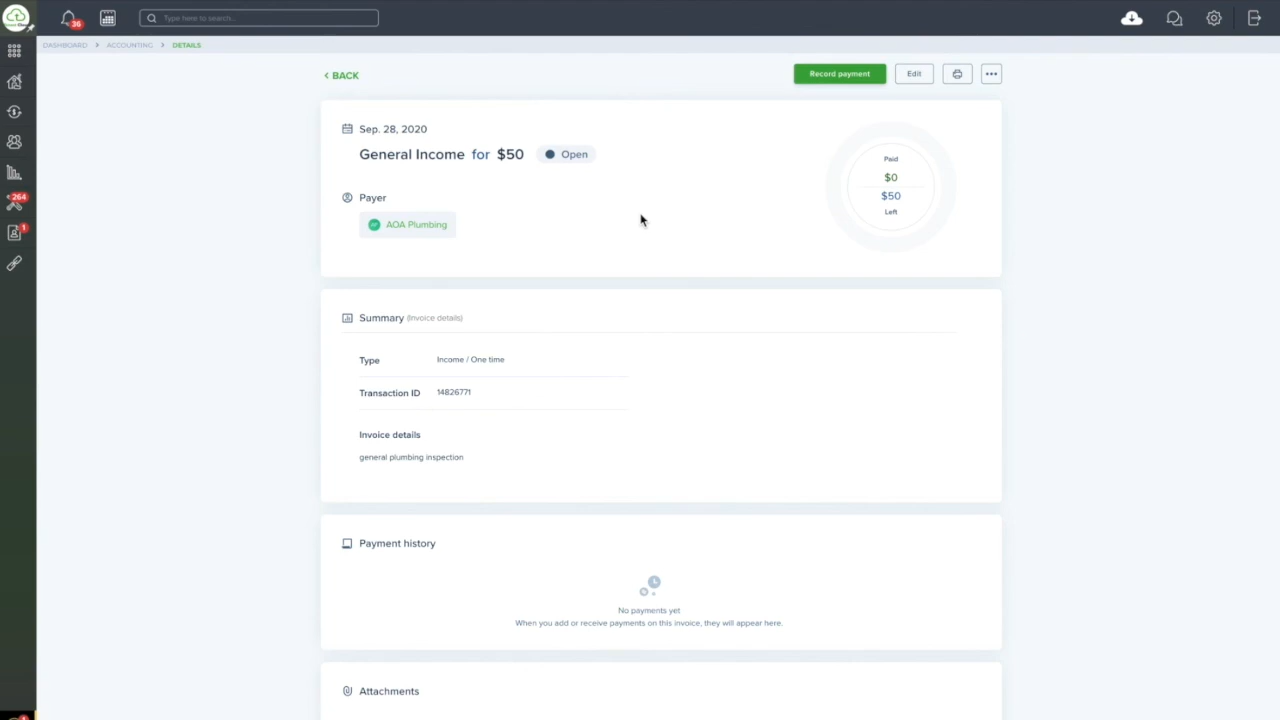 36
Type here to search...
DASHBOARD > ACCOUNTING > DETAILS
264
1
< BACK
Record payment
Edit
Sep. 28, 2020
General Income for $50
Open
Payer
AOA Plumbing
Paid
$0
$50
Left
Summary (Invoice details)
Type Income / One time
Transaction ID 14826771
Invoice details
general plumbing inspection
Payment history
No payments yet
When you add or receive payments on this invoice, they will appear here.
Attachments